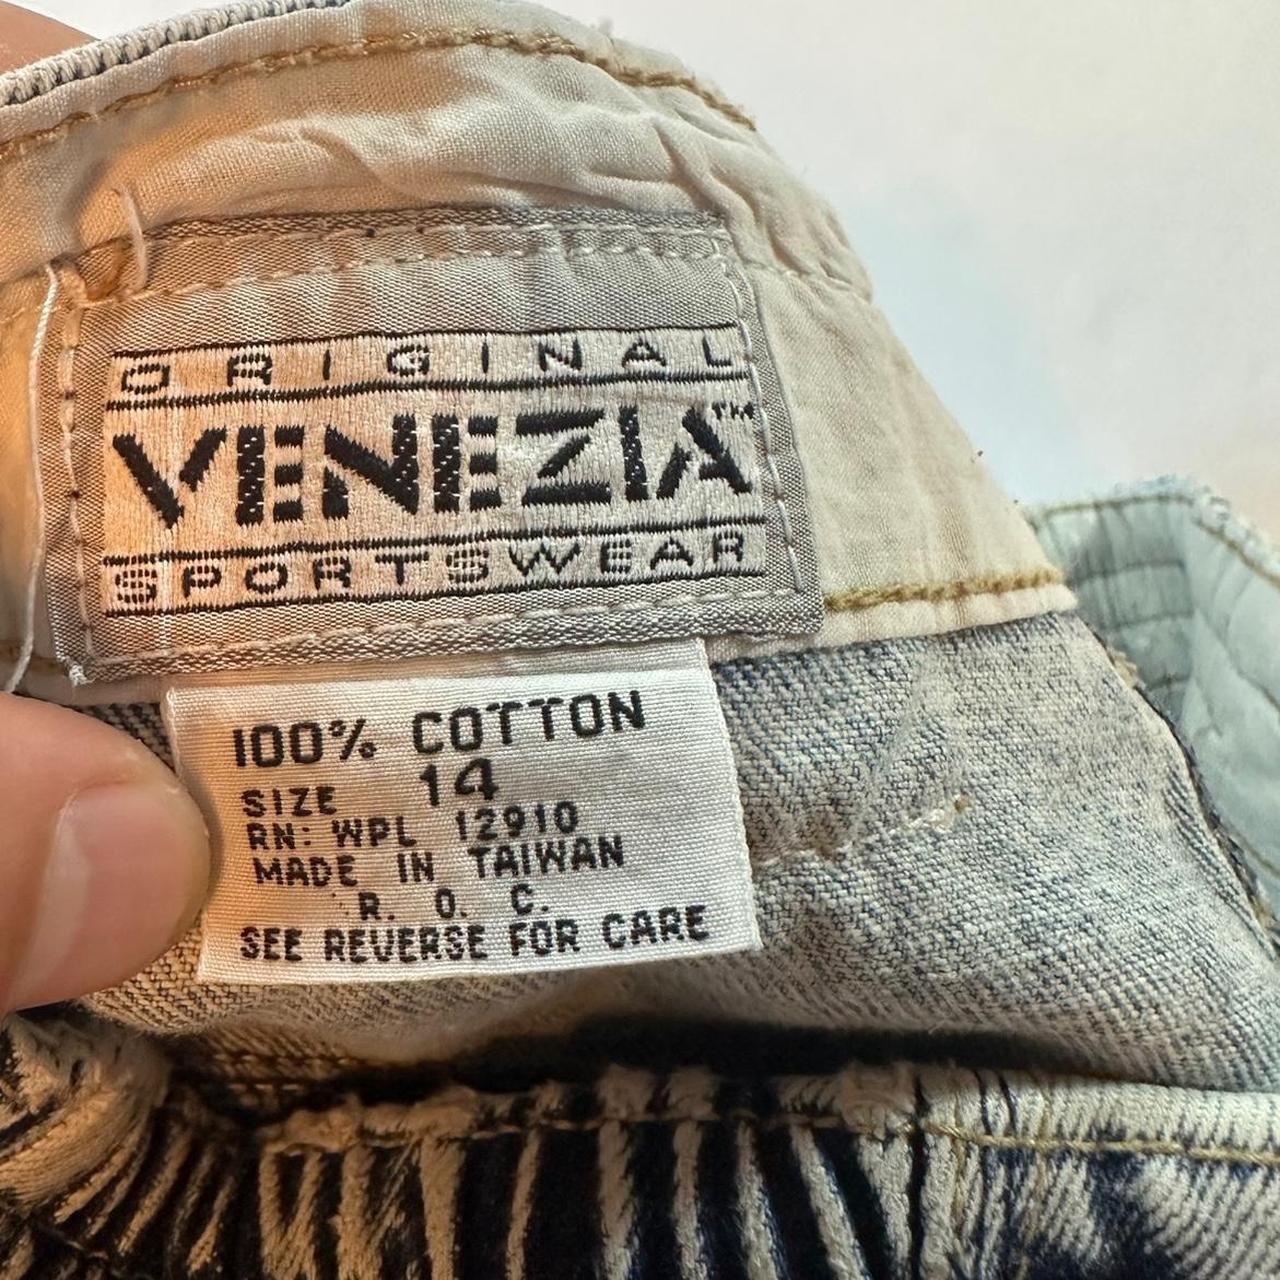 ORIGINAL
VENEZIA™
SPORTSWEAR
100% COTTON
SIZE 14
RN: WPL 12910
MADE IN TAIWAN
R. O. C.
SEE REVERSE FOR CARE